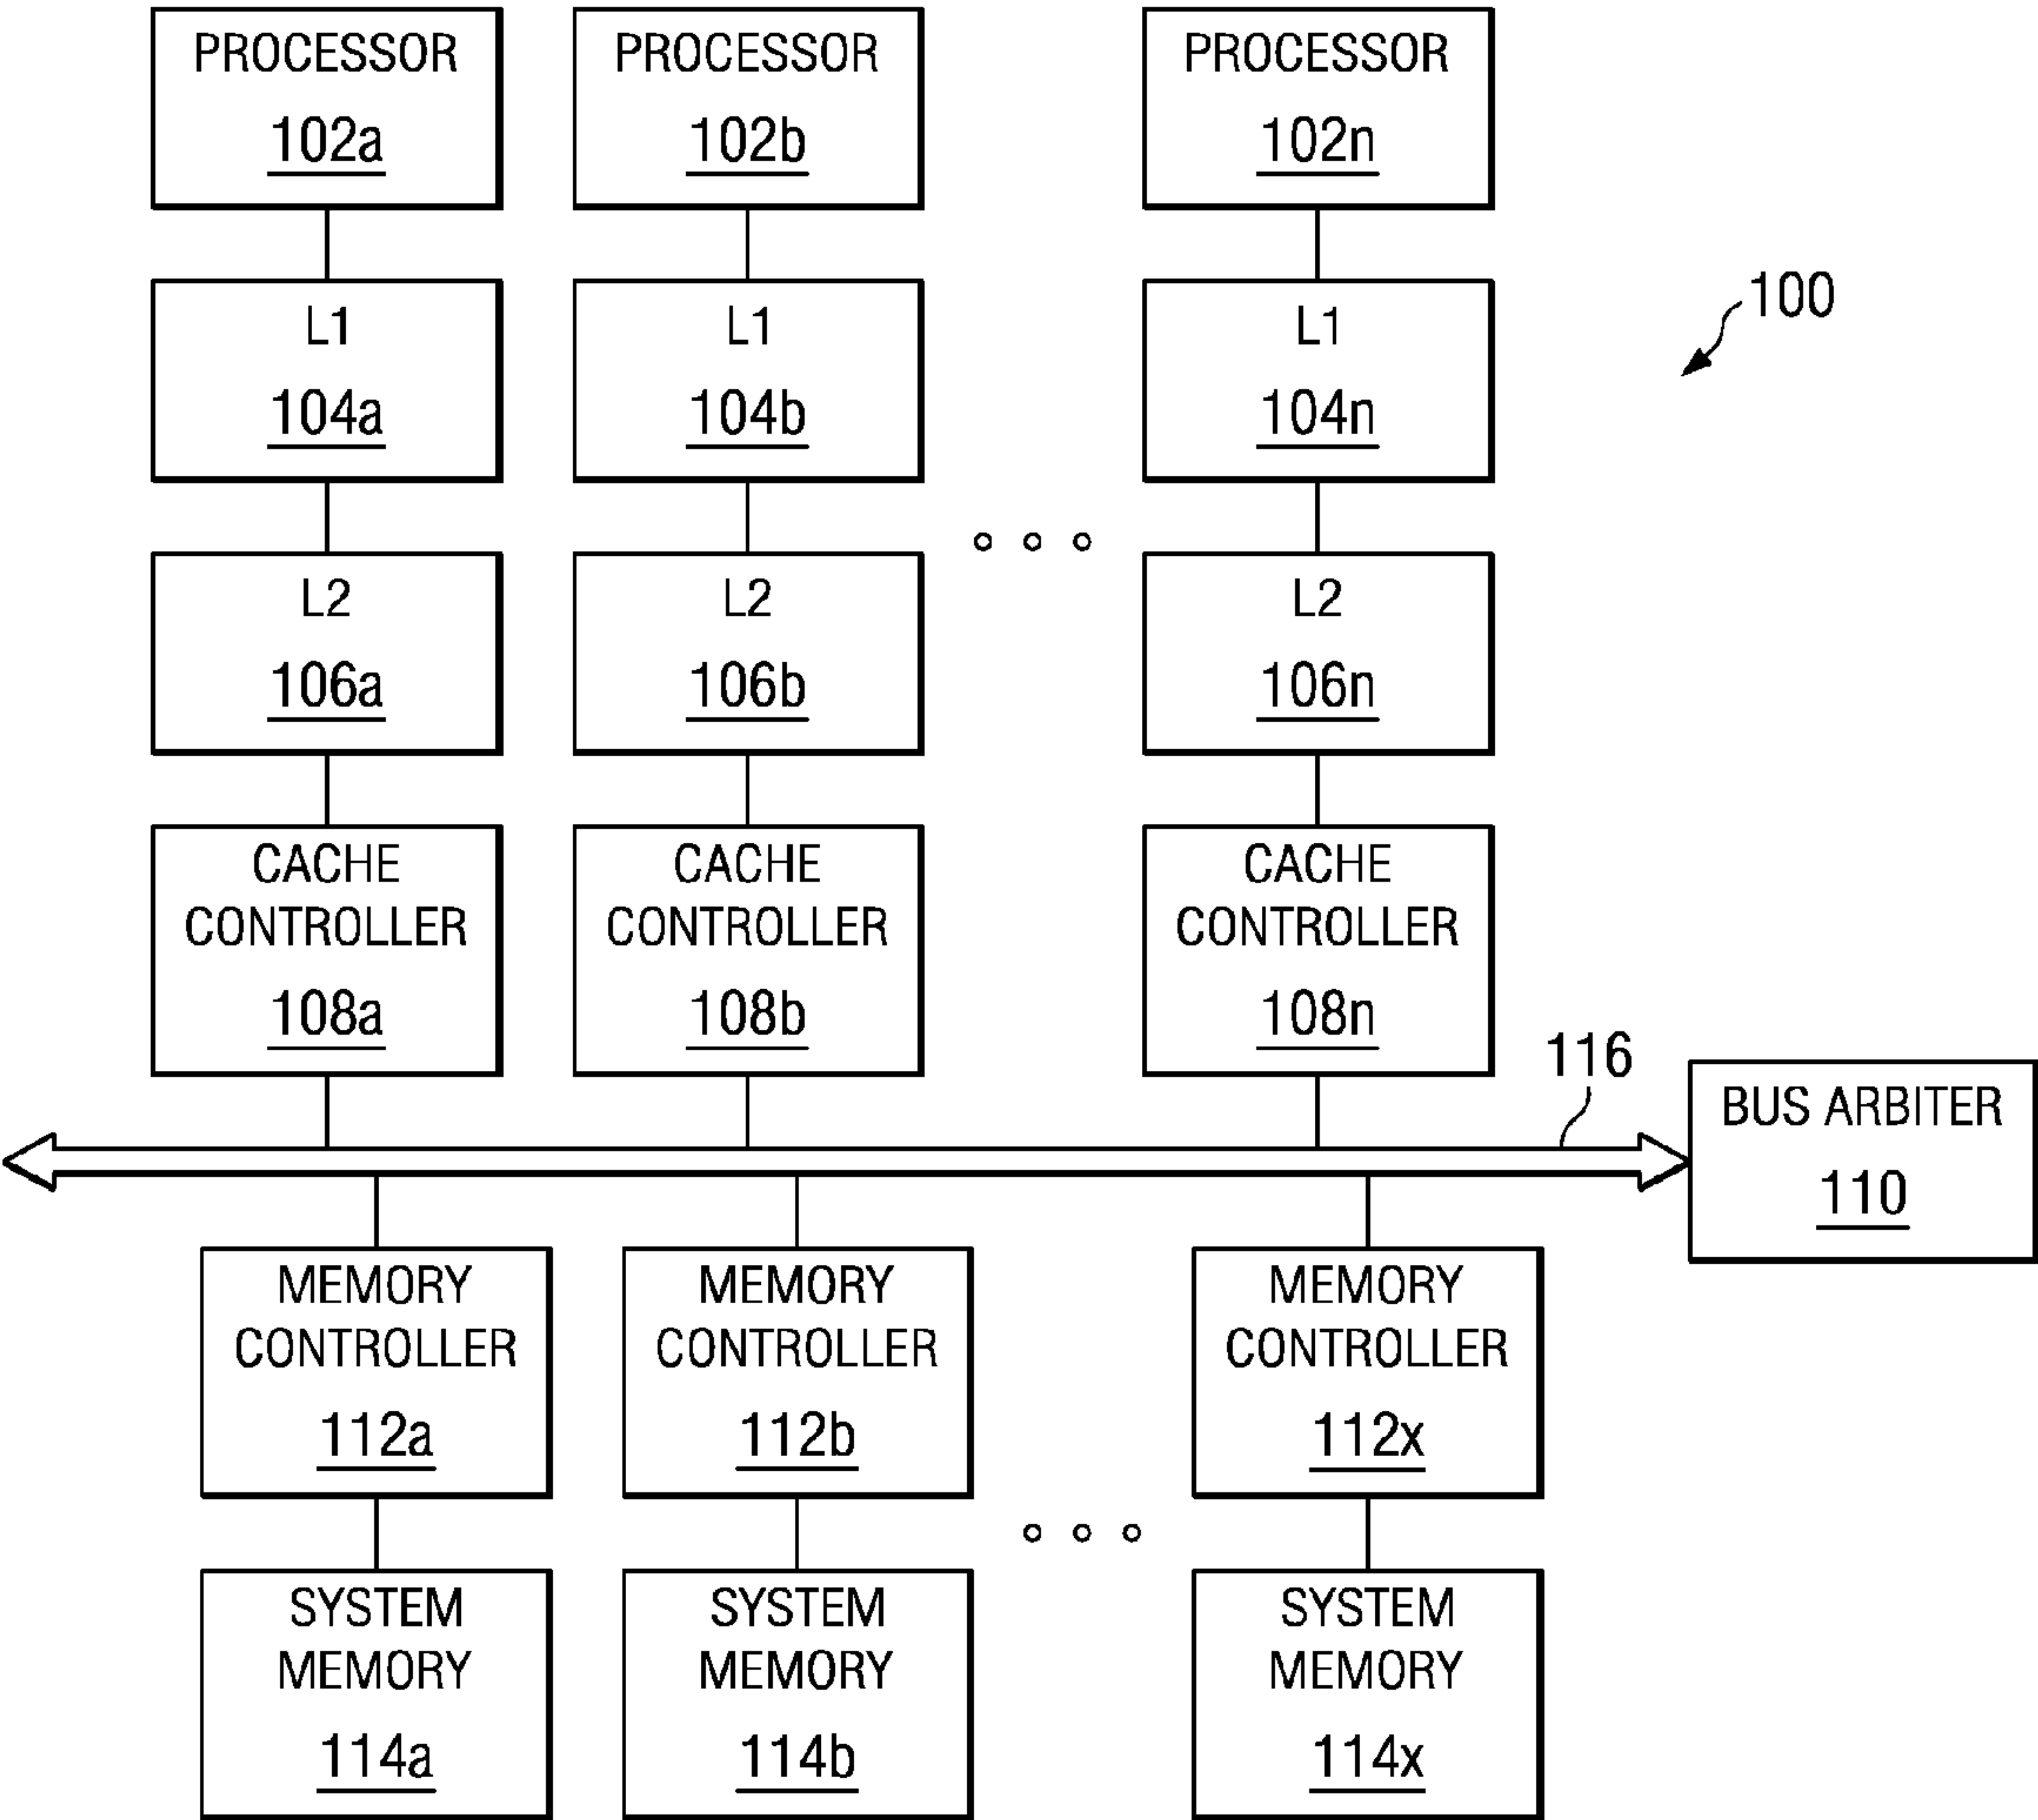 PROCESSOR PROCESSOR PROCESSOR
102a 102b 102n
L1 L1 L1
104a 104b 104n
100
L2 L2 L2
106a 106b 106n
CACHE CACHE CACHE
CONTROLLER CONTROLLER CONTROLLER
108a 108b 108n
116
BUS ARBITER
110
MEMORY MEMORY MEMORY
CONTROLLER CONTROLLER CONTROLLER
112a 112b 112x
SYSTEM SYSTEM SYSTEM
MEMORY MEMORY MEMORY
114a 114b 114x